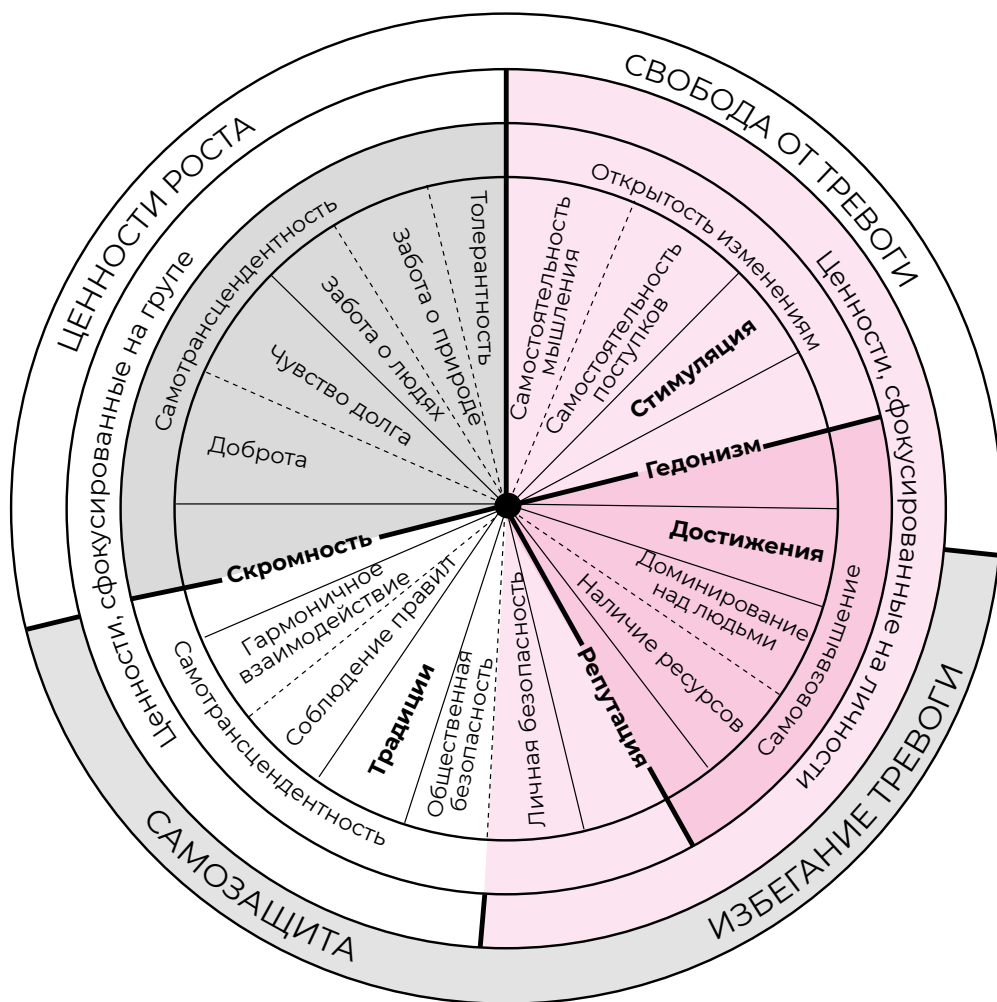 ЦЕННОСТИ РОСТА
СВОБОДА ОТ ТРЕВОГИ
ИЗБЕГАНИЕ ТРЕВОГИ
САМОЗАЩИТА
Ценности, сфокусированные на групе
Ценности, сфокусированные на личности
Самотрансцендентность
Открытость изменениям
Самовозвышение
Самотрансцендентность
Самостоятельность
мышления
Самостоятельность
поступков
Стимуляция
Гедонизм
Достижения
Доминирование
над людьми
Наличие ресурсов
Репутация
Личная безопасность
Общественная
безопасность
Традиции
Соблюдение правил
Гармоничное
взаимодействие
Скромность
Доброта
Чувство долга
Забота о людях
Забота о природе
Толерантность